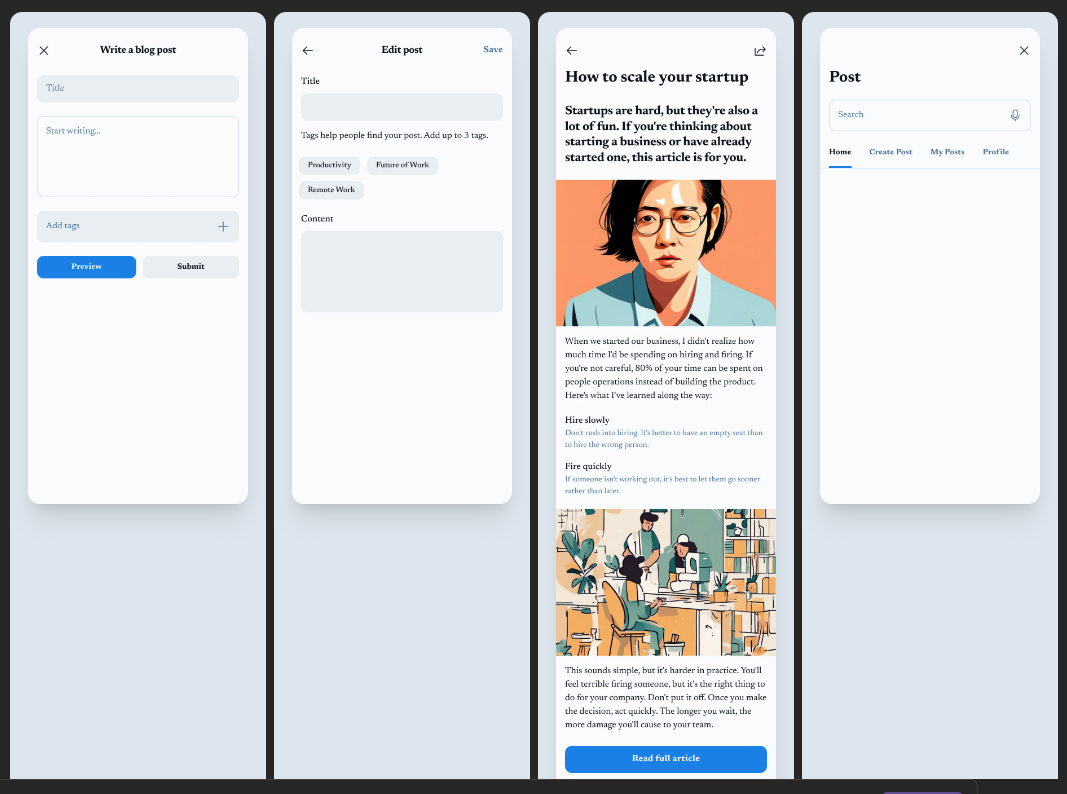 Write a blog post
Title
Start writing...
Add tags
Preview
Submit
Edit post
Save
Title
Tags help people find your post. Add up to 3 tags.
Productivity
Future of Work
Remote Work
Content
How to scale your startup
Startups are hard, but they're also a
lot of fun. If you're thinking about
starting a business or have already
started one, this article is for you.
When we started our business, I didn't realize how
much time I'd be spending on hiring and firing. If
you're not careful, 80% of your time can be spent on
people operations instead of building the product.
Here's what I've learned along the way:
Hire slowly
Don't rush into hiring. It's better to have an empty seat than
to hire the wrong person.
Fire quickly
If someone isn't working out, it's best to let them go sooner
rather than later.
This sounds simple, but it's harder in practice. You'll
feel terrible firing someone, but it's the right thing to
do for your company. Don't put it off. Once you make
the decision, act quickly. The longer you wait, the
more damage you'll cause to your team.
Read full article
Post
Search
Home
Create Post
My Posts
Profile